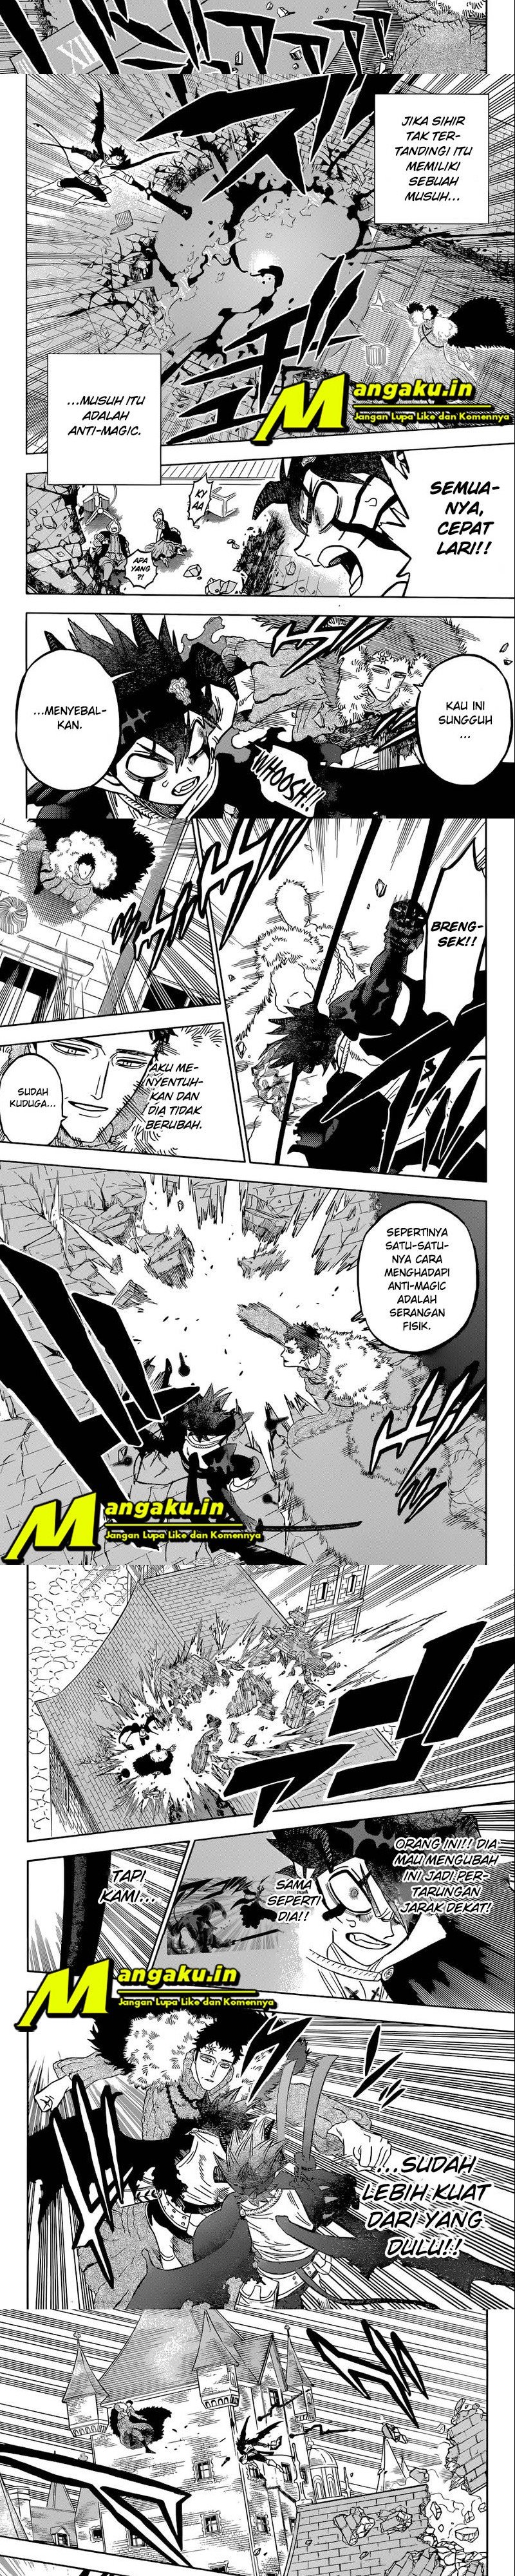 XII
JIKA SIHIR
TAK TER-
TANDINGI ITU
MEMILIKI
SEBUAH
MUSUH...
...MUSUH ITU
ADALAH
ANTI-MAGIC.
Mangaku.in
Jangan Lupa Like dan Komennya
SEMUA-
NYA,
CEPAT
LARI!!
KY
AA
APA
YANG
?!
KAU INI
SUNGGUH
...
...MENYEBAL-
KAN.
WHOOSH!!
BRENG-
SEK!!
AKU ME-
NYENTUH-
KAN DAN
DIA TIDAK
BERUBAH.
SUDAH
KUDUGA...
SEPERTINYA
SATU-SATU-
NYA CARA
MENGHADAPI
ANTI-MAGIC
ADALAH
SERANGAN
FISIK.
Mangaku.in
Jangan Lupa Like dan Komennya
ORANG INI!! DIA
MAU MENGUBAH
INI JADI PER-
TARUNGAN
JARAK DEKAT!
SAMA
SEPERTI
DIA!!
TAPI
KAMI...
Mangaku.in
Jangan Lupa Like dan Komennya
...SUDAH
LEBIH KUAT
DARI YANG
DULU!!